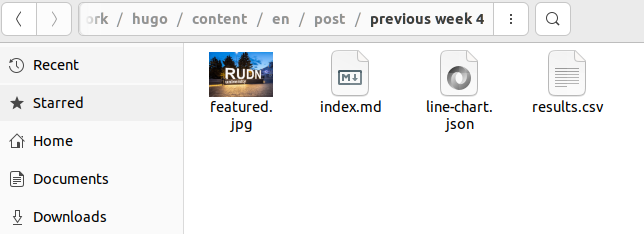 ork / hugo / content / en / post / previous week 4
Recent
Starred
Home
Documents
Downloads
RUDN
M
featured.
jpg
index.md
line-chart.
json
results.csv